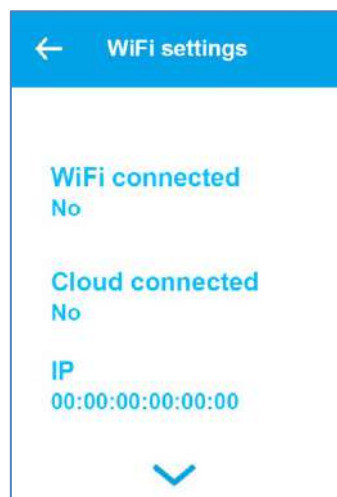 WiFi settings
WiFi connected
No
Cloud connected
No
IP
00:00:00:00:00:00